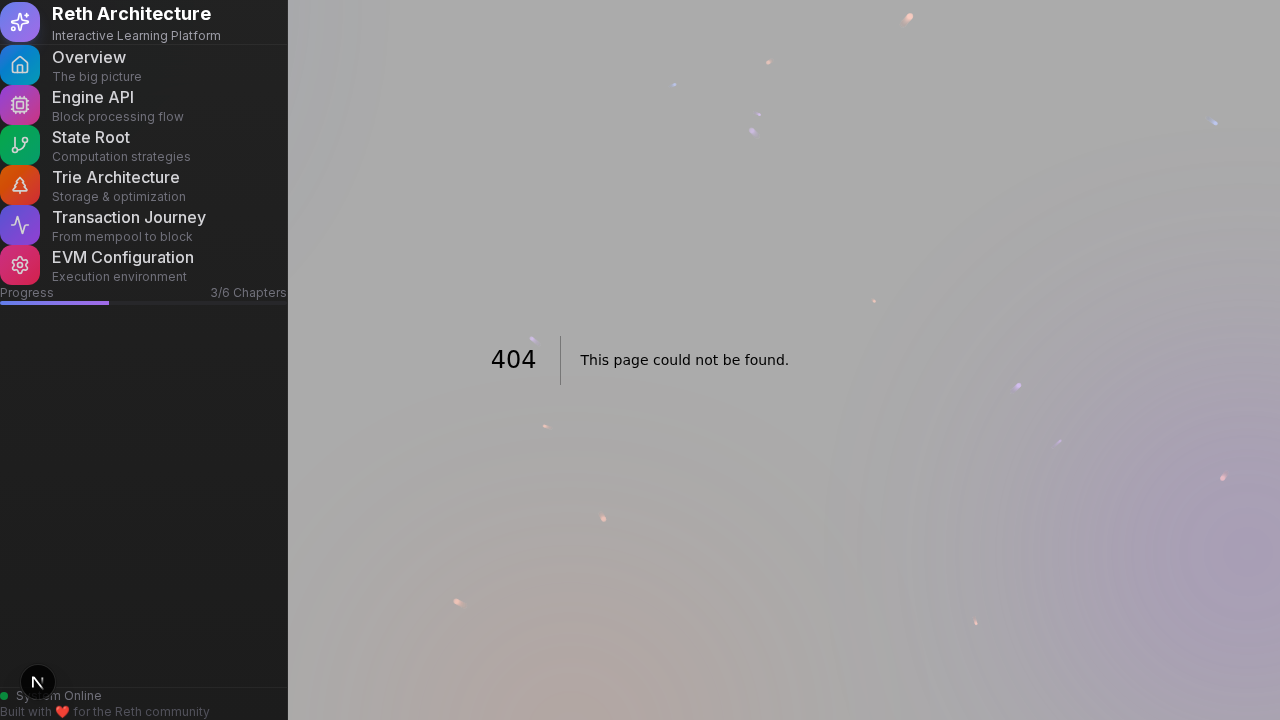 Reth Architecture
Interactive Learning Platform
Overview
The big picture
Engine API
Block processing flow
State Root
Computation strategies
Trie Architecture
Storage & optimization
Transaction Journey
From mempool to block
EVM Configuration
Execution environment
Progress 3/6 Chapters
404
This page could not be found.
N
System Online
Built with ❤️ for the Reth community